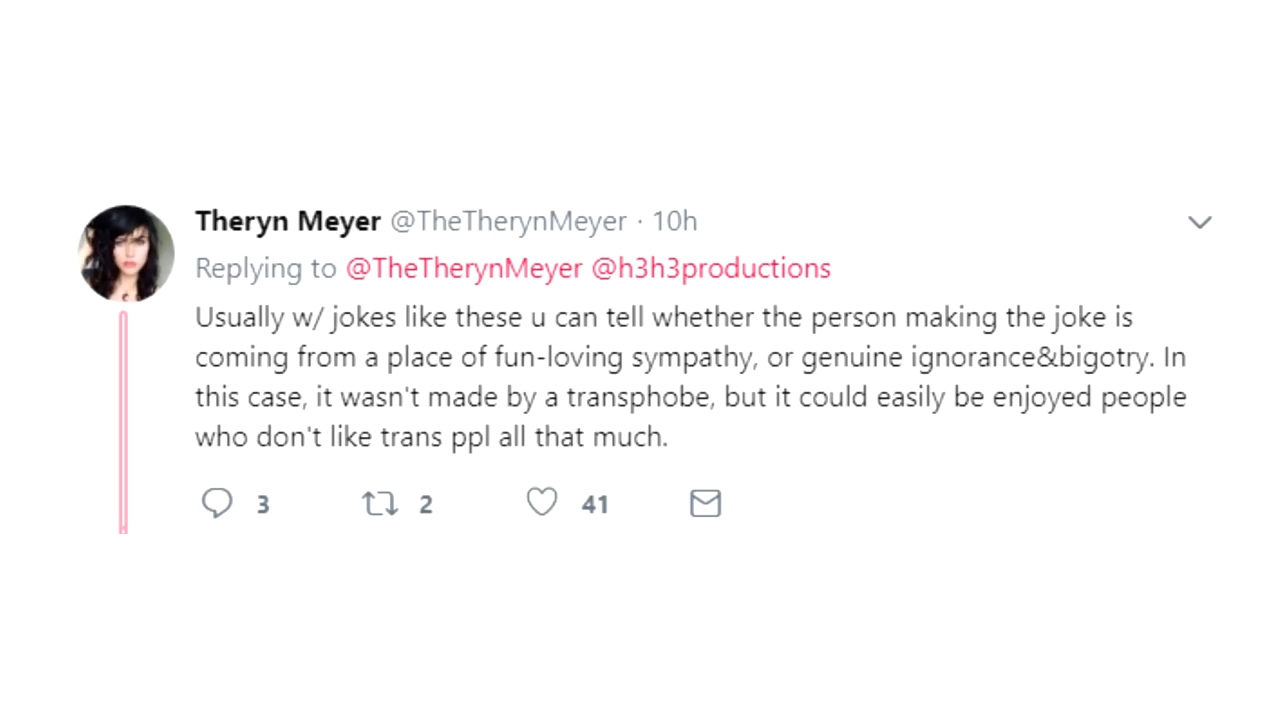 Theryn Meyer @TheTherynMeyer · 10h
Replying to @TheTherynMeyer @h3h3productions
Usually w/ jokes like these u can tell whether the person making the joke is
coming from a place of fun-loving sympathy, or genuine ignorance&bigotry. In
this case, it wasn't made by a transphobe, but it could easily be enjoyed people
who don't like trans ppl all that much.
3 2 41